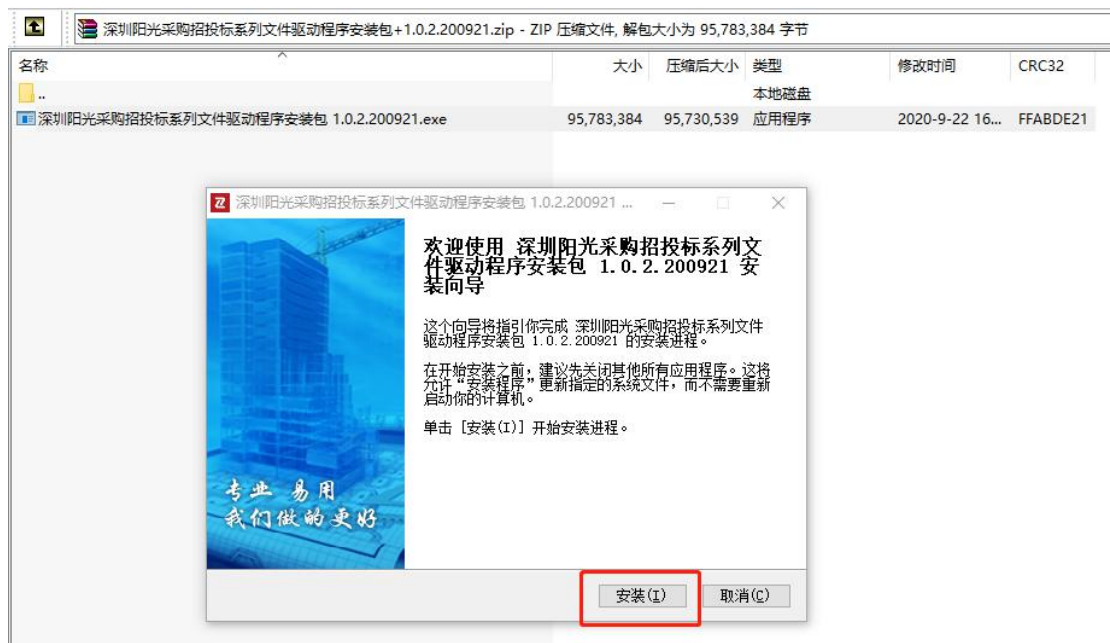 深圳阳光采购招投标系列文件驱动程序安装包+1.0.2.200921.zip - ZIP 压缩文件, 解包大小为 95,783,384 字节
名称 大小 压缩后大小 类型 修改时间 CRC32
.. 本地磁盘
深圳阳光采购招投标系列文件驱动程序安装包 1.0.2.200921.exe 95,783,384 95,730,539 应用程序 2020-9-22 16... FFABDE21
深圳阳光采购招投标系列文件驱动程序安装包 1.0.2.200921 ...
欢迎使用 深圳阳光采购招投标系列文
件驱动程序安装包 1.0.2.200921 安
装向导
这个向导将指引你完成 深圳阳光采购招投标系列文件
驱动程序安装包 1.0.2.200921 的安装进程。
在开始安装之前，建议先关闭其他所有应用程序。这将
允许“安装程序”更新指定的系统文件，而不需要重新
启动你的计算机。
单击 [安装(I)] 开始安装进程。
专业 易用
我们做的更好
安装(I) 取消(C)